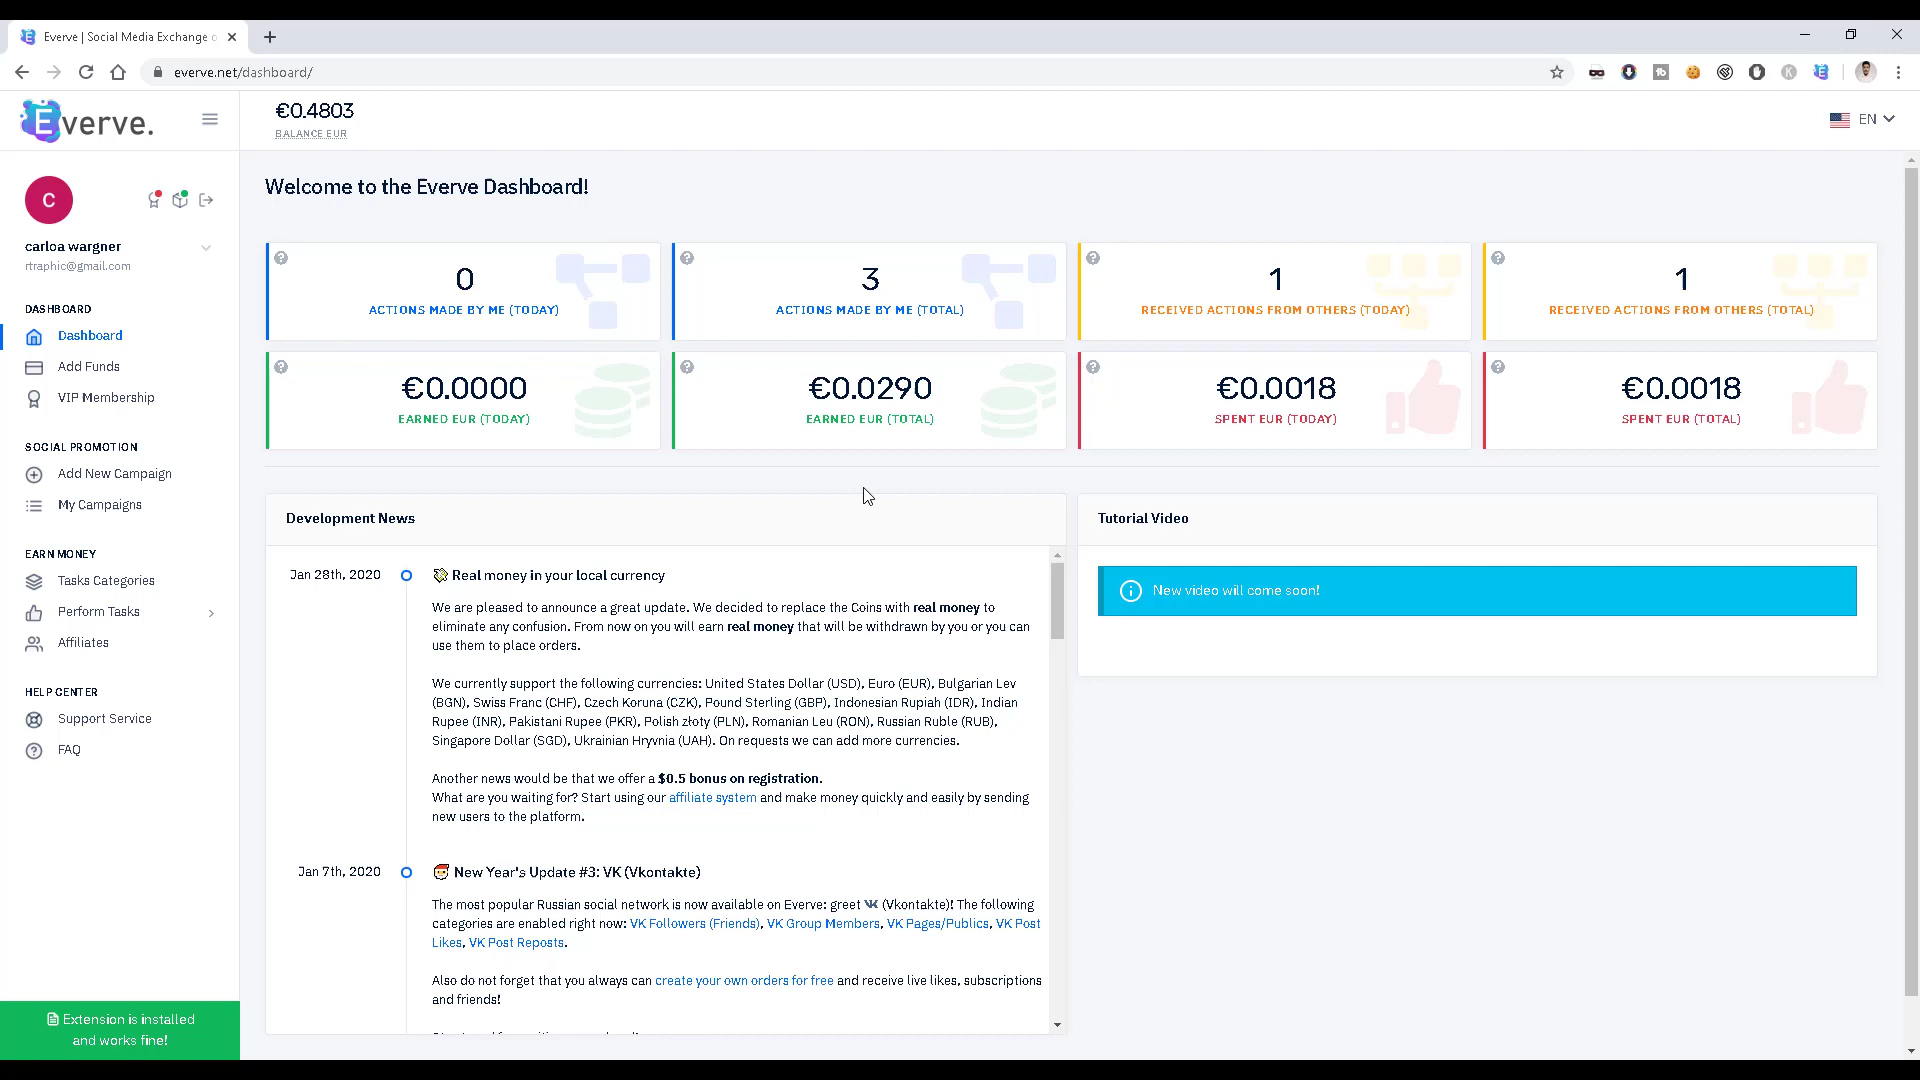 Everve | Social Media Exchange o
everve.net/dashboard/
Everve.
€0.4803
BALANCE EUR
EN
C
carloa wargner
rtraphic@gmail.com
DASHBOARD
Dashboard
Add Funds
VIP Membership
SOCIAL PROMOTION
Add New Campaign
My Campaigns
EARN MONEY
Tasks Categories
Perform Tasks
Affiliates
HELP CENTER
Support Service
FAQ
Extension is installed
and works fine!
Welcome to the Everve Dashboard!
0
ACTIONS MADE BY ME (TODAY)
3
ACTIONS MADE BY ME (TOTAL)
1
RECEIVED ACTIONS FROM OTHERS (TODAY)
1
RECEIVED ACTIONS FROM OTHERS (TOTAL)
€0.0000
EARNED EUR (TODAY)
€0.0290
EARNED EUR (TOTAL)
€0.0018
SPENT EUR (TODAY)
€0.0018
SPENT EUR (TOTAL)
Development News
Jan 28th, 2020
Real money in your local currency
We are pleased to announce a great update. We decided to replace the Coins with real money to
eliminate any confusion. From now on you will earn real money that will be withdrawn by you or you can
use them to place orders.
We currently support the following currencies: United States Dollar (USD), Euro (EUR), Bulgarian Lev
(BGN), Swiss Franc (CHF), Czech Koruna (CZK), Pound Sterling (GBP), Indonesian Rupiah (IDR), Indian
Rupee (INR), Pakistani Rupee (PKR), Polish złoty (PLN), Romanian Leu (RON), Russian Ruble (RUB),
Singapore Dollar (SGD), Ukrainian Hryvnia (UAH). On requests we can add more currencies.
Another news would be that we offer a $0.5 bonus on registration.
What are you waiting for? Start using our affiliate system and make money quickly and easily by sending
new users to the platform.
Jan 7th, 2020
New Year's Update #3: VK (Vkontakte)
The most popular Russian social network is now available on Everve: greet (Vkontakte)! The following
categories are enabled right now: VK Followers (Friends), VK Group Members, VK Pages/Publics, VK Post
Likes, VK Post Reposts.
Also do not forget that you always can create your own orders for free and receive live likes, subscriptions
and friends!
Tutorial Video
New video will come soon!